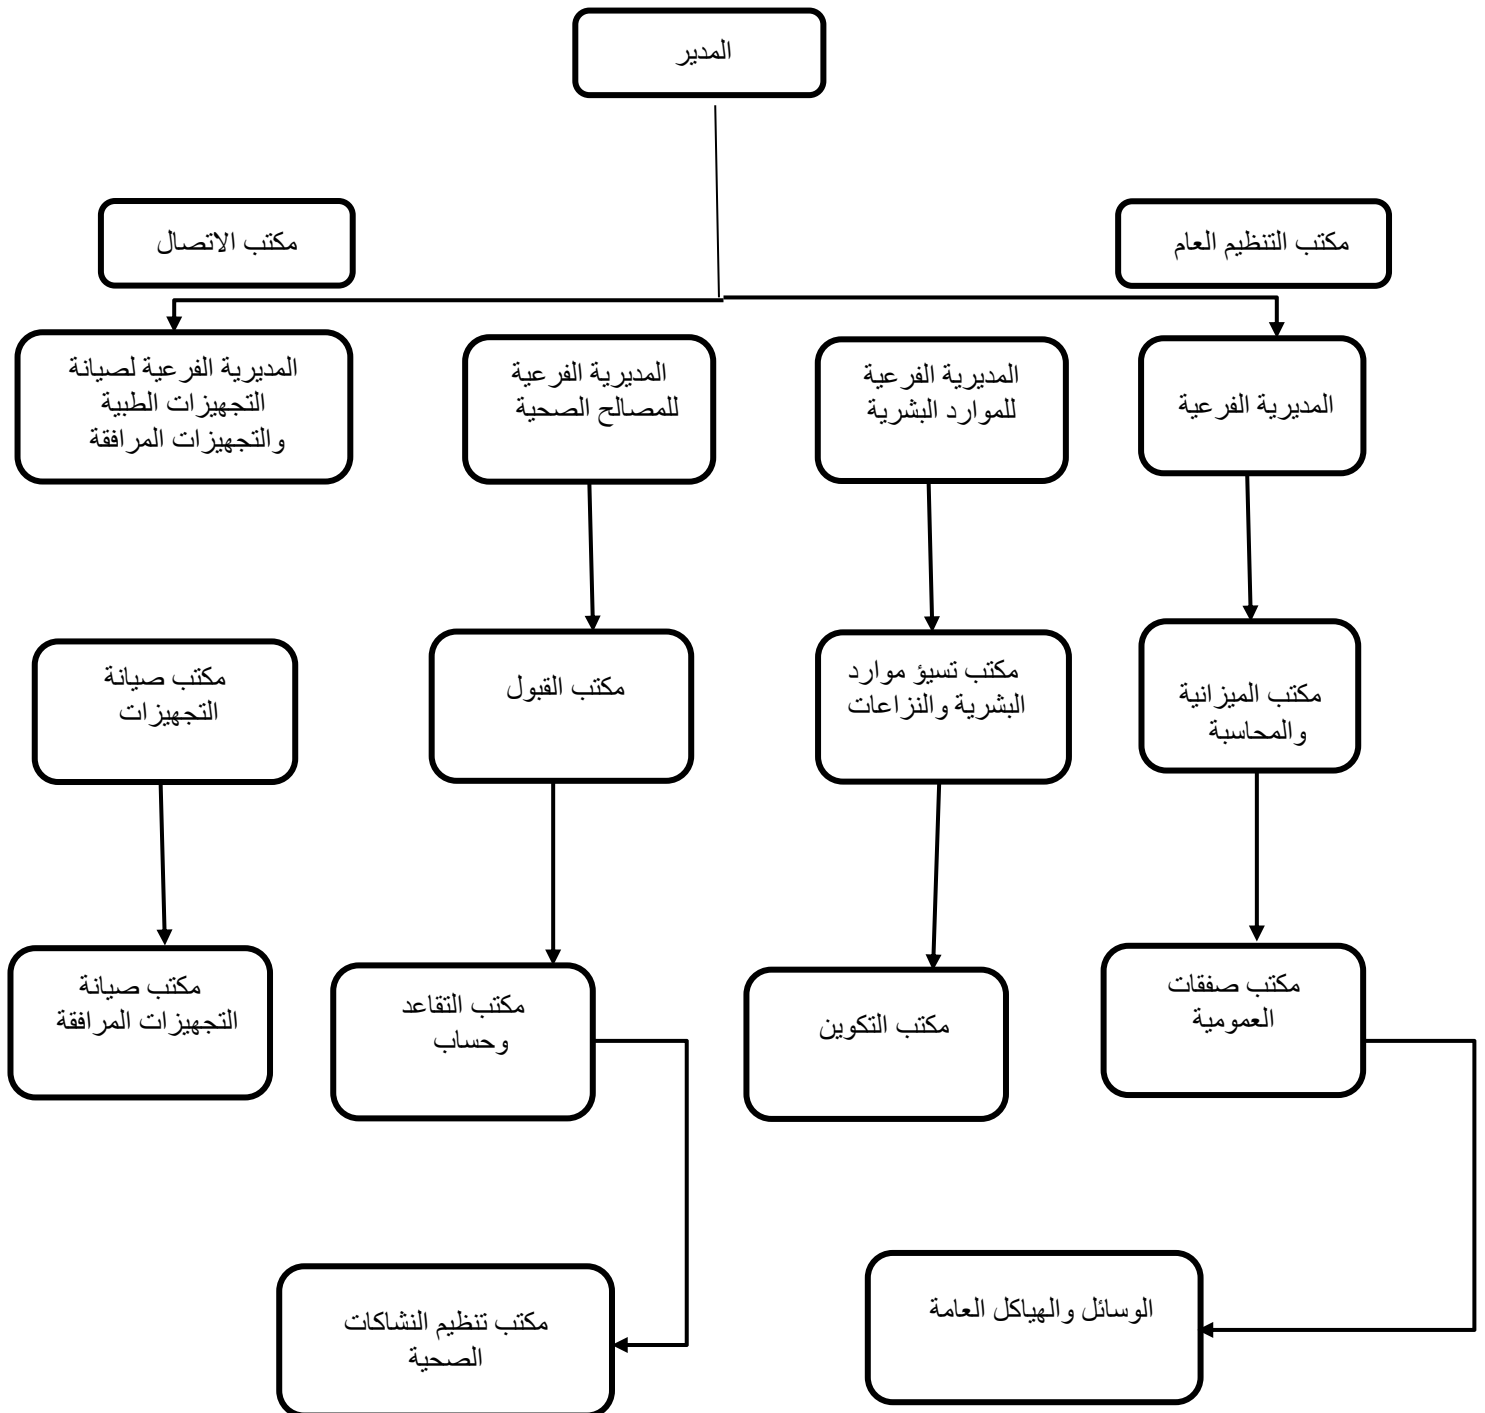 المدير
مكتب التنظيم العام
مكتب الاتصال
المديرية الفرعية
المديرية الفرعية
للموارد البشرية
المديرية الفرعية
للمصالح الصحية
المديرية الفرعية لصيانة
التجهيزات الطبية
والتجهيزات المرافقة
مكتب الميزانية
والمحاسبة
مكتب تسيؤ موارد
البشرية والنزاعات
مكتب القبول
مكتب صيانة
التجهيزات
مكتب صفقات
العمومية
مكتب التكوين
مكتب التقاعد
وحساب
مكتب صيانة
التجهيزات المرافقة
الوسائل والهياكل العامة
مكتب تنظيم النشاكات
الصحية